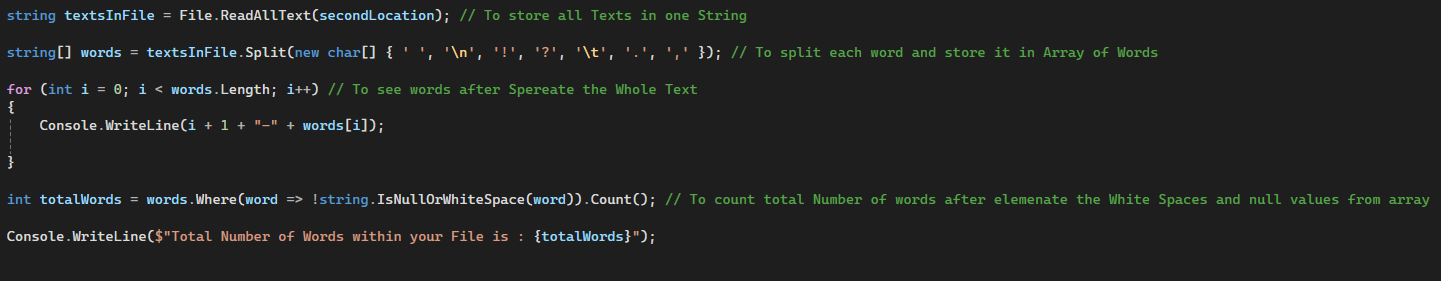 string textsInFile = File.ReadAllText(secondLocation); // To store all Texts in one String
string[] words = textsInFile.Split(new char[] { ' ', '\n', '!', '?', '\t', '.', ',' }); // To split each word and store it in Array of Words
for (int i = 0; i < words.Length; i++) // To see words after Spereate the Whole Text
{
Console.WriteLine(i + 1 + "-" + words[i]);
}
int totalWords = words.Where(word => !string.IsNullOrWhiteSpace(word)).Count(); // To count total Number of words after elemenate the White Spaces and null values from array
Console.WriteLine($"Total Number of Words within your File is : {totalWords}");